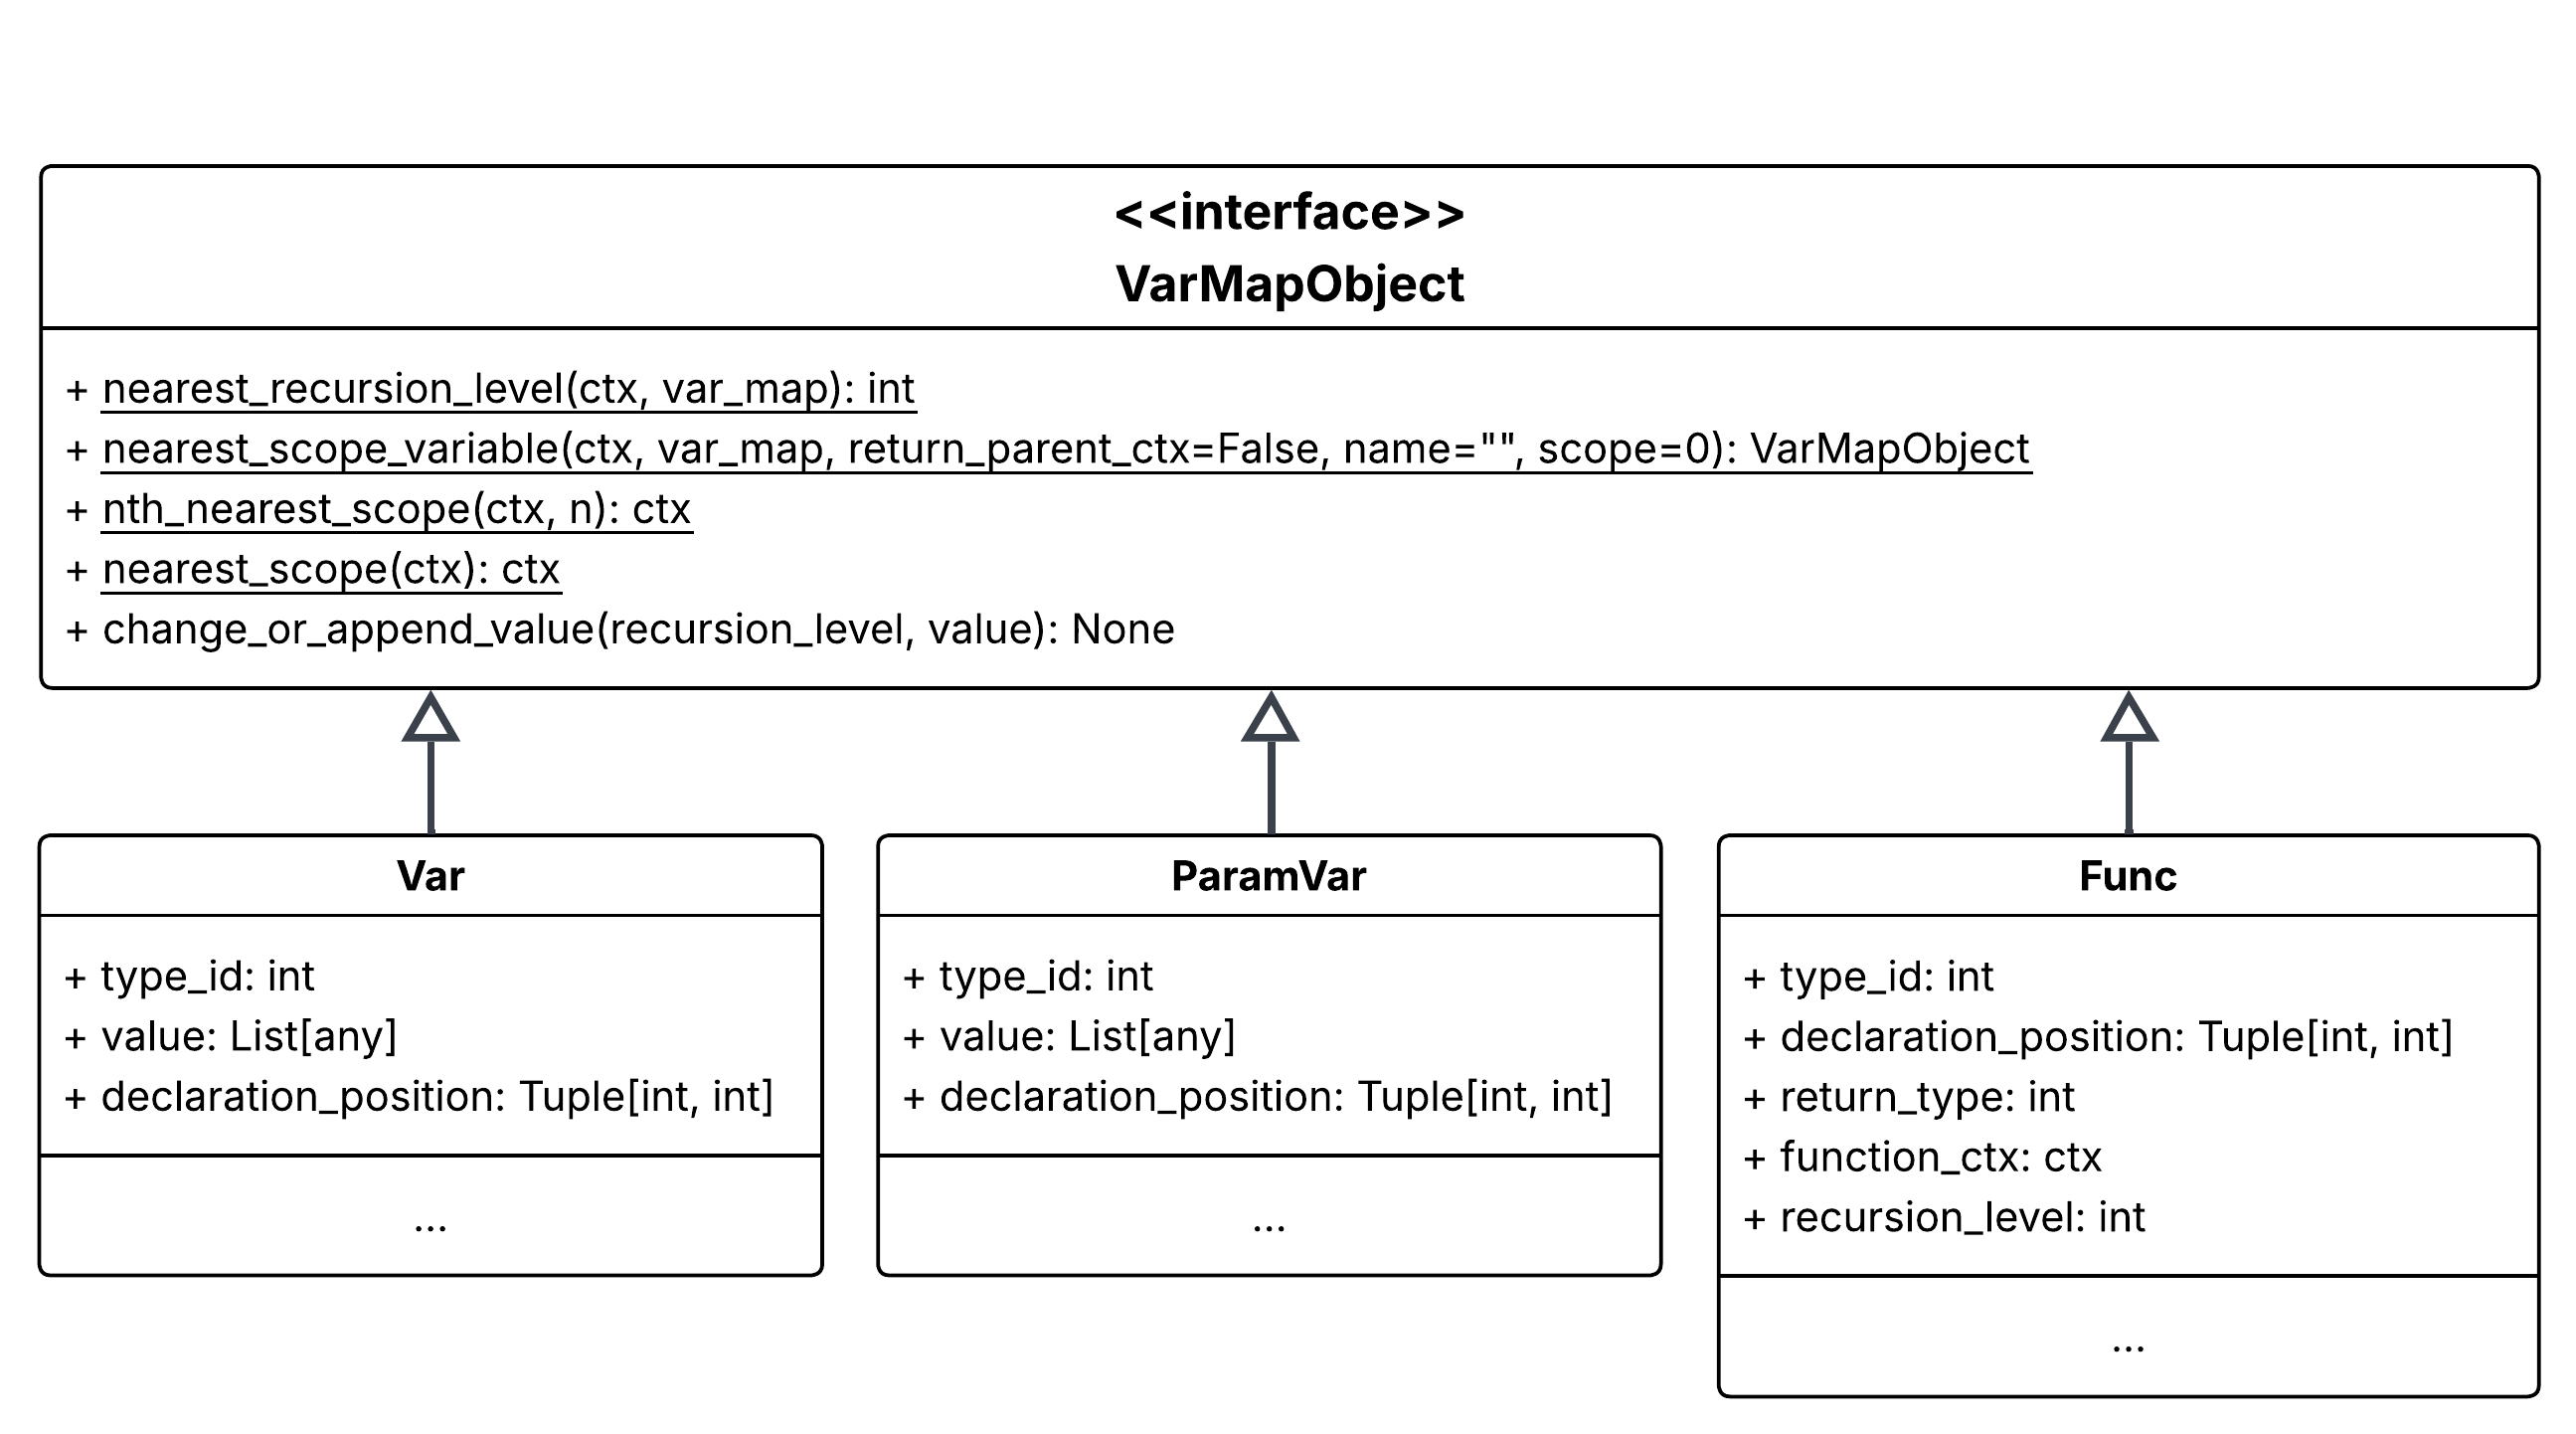 <<interface>>
VarMapObject
+ nearest_recursion_level(ctx, var_map): int
+ nearest_scope_variable(ctx, var_map, return_parent_ctx=False, name="", scope=0): VarMapObject
+ nth_nearest_scope(ctx, n): ctx
+ nearest_scope(ctx): ctx
+ change_or_append_value(recursion_level, value): None
Var
+ type_id: int
+ value: List[any]
+ declaration_position: Tuple[int, int]
...
ParamVar
+ type_id: int
+ value: List[any]
+ declaration_position: Tuple[int, int]
...
Func
+ type_id: int
+ declaration_position: Tuple[int, int]
+ return_type: int
+ function_ctx: ctx
+ recursion_level: int
...